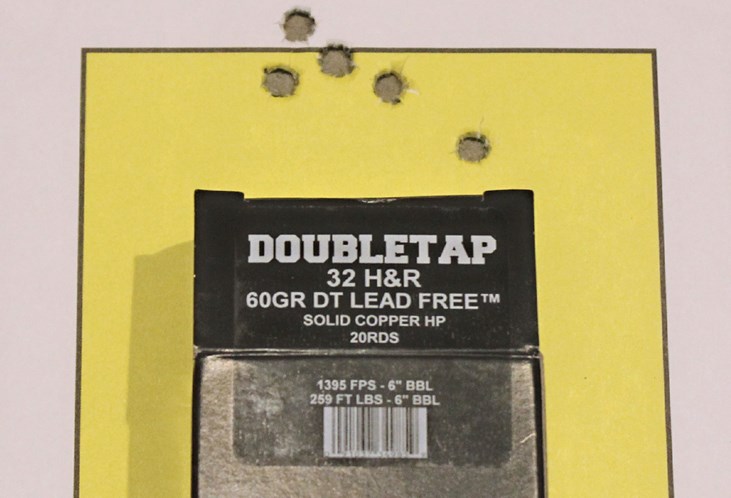 DOUBLETAP
32 H&R
60GR DT LEAD FREE™
SOLID COPPER HP
20RDS
1395 FPS - 6" BBL
259 FT LBS - 6" BBL